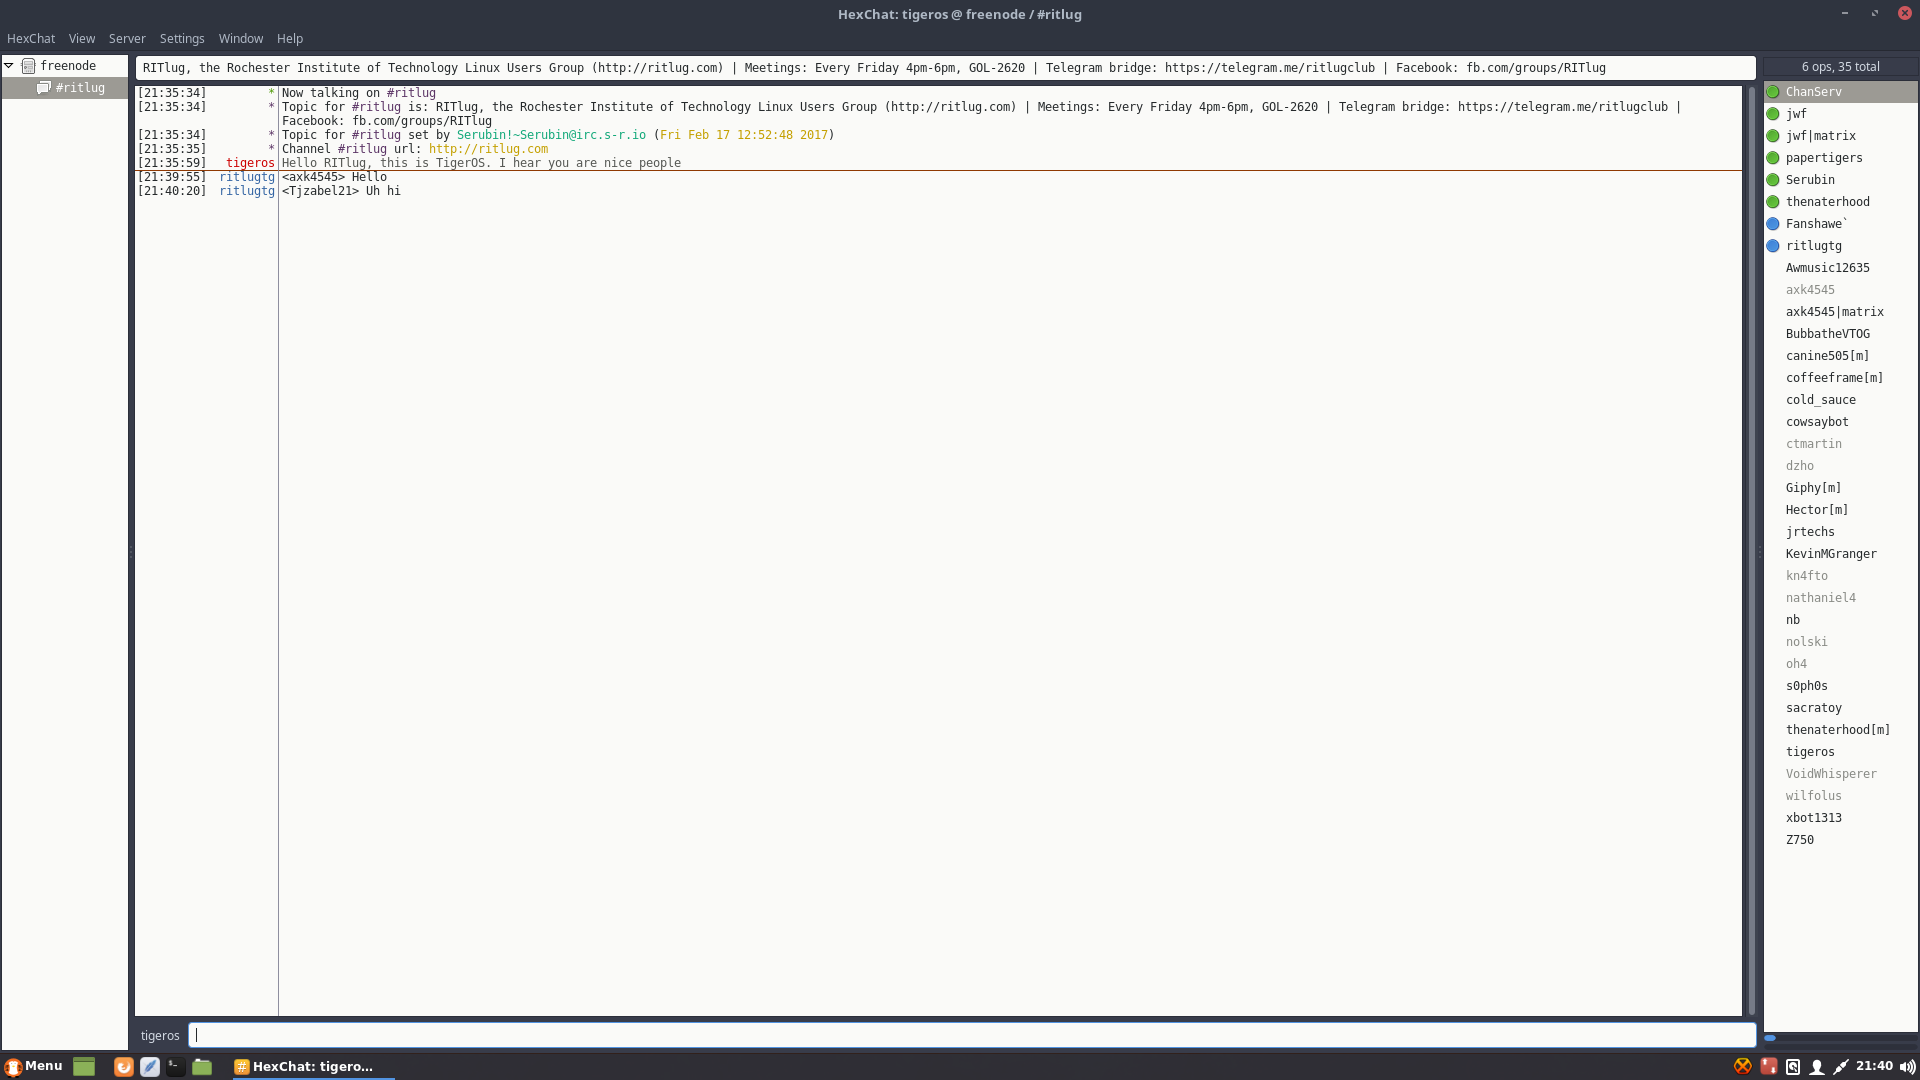 HexChat: tigeros @ freenode / #ritlug
HexChat View Server Settings Window Help
freenode
#ritlug
RITlug, the Rochester Institute of Technology Linux Users Group (http://ritlug.com) | Meetings: Every Friday 4pm-6pm, GOL-2620 | Telegram bridge: https://telegram.me/ritlugclub | Facebook: fb.com/groups/RITlug
[21:35:34] * Now talking on #ritlug
[21:35:34] * Topic for #ritlug is: RITlug, the Rochester Institute of Technology Linux Users Group (http://ritlug.com) | Meetings: Every Friday 4pm-6pm, GOL-2620 | Telegram bridge: https://telegram.me/ritlugclub |
Facebook: fb.com/groups/RITlug
[21:35:34] * Topic for #ritlug set by Serubin!~Serubin@irc.s-r.io (Fri Feb 17 12:52:48 2017)
[21:35:35] * Channel #ritlug url: http://ritlug.com
[21:35:59] tigeros Hello RITlug, this is TigerOS. I hear you are nice people
[21:39:55] ritlugtg <axk4545> Hello
[21:40:20] ritlugtg <Tjzabel21> Uh hi
6 ops, 35 total
ChanServ
jwf
jwf|matrix
papertigers
Serubin
thenaterhood
Fanshawe`
ritlugtg
Awmusic12635
axk4545
axk4545|matrix
BubbatheVTOG
canine505[m]
coffeeframe[m]
cold_sauce
cowsaybot
ctmartin
dzho
Giphy[m]
Hector[m]
jrtechs
KevinMGranger
kn4fto
nathaniel4
nb
nolski
oh4
s0ph0s
sacratoy
thenaterhood[m]
tigeros
VoidWhisperer
wilfolus
xbot1313
Z750
tigeros
Menu
HexChat: tigero...
21:40